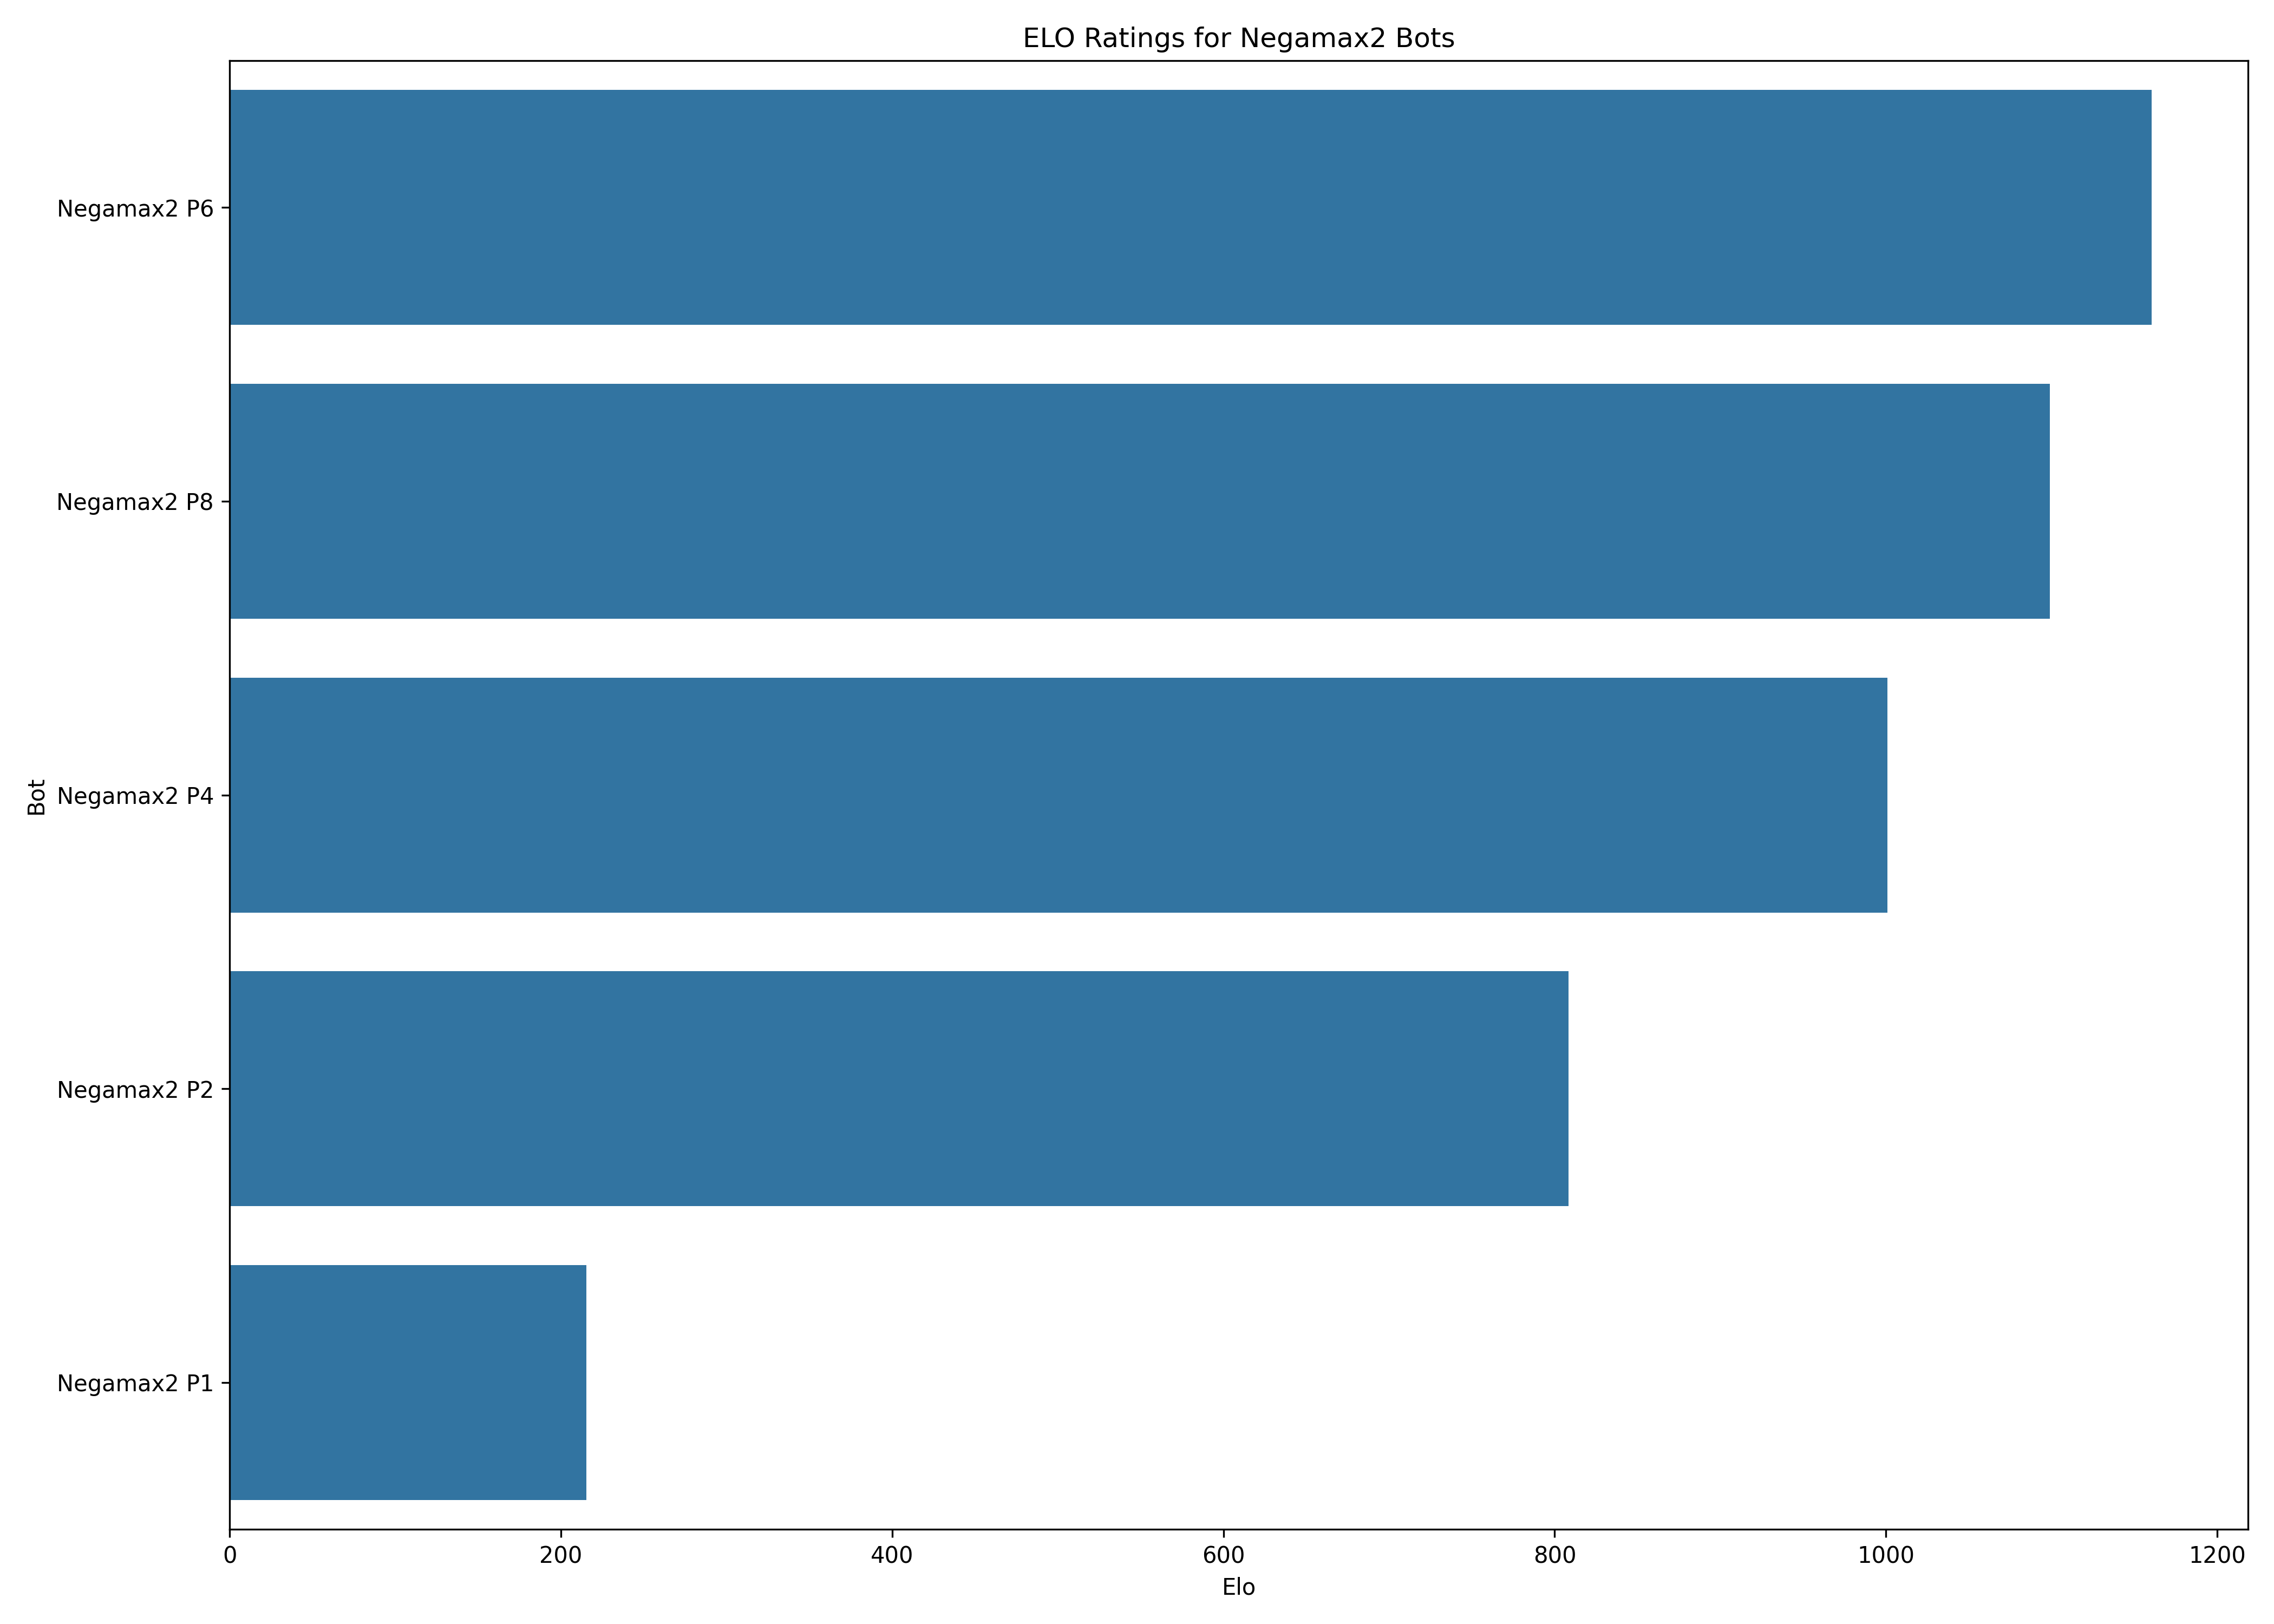 ELO Ratings for Negamax2 Bots
Negamax2 P6
Negamax2 P8
Negamax2 P4
Negamax2 P2
Negamax2 P1
Bot
0 200 400 600 800 1000 1200
Elo